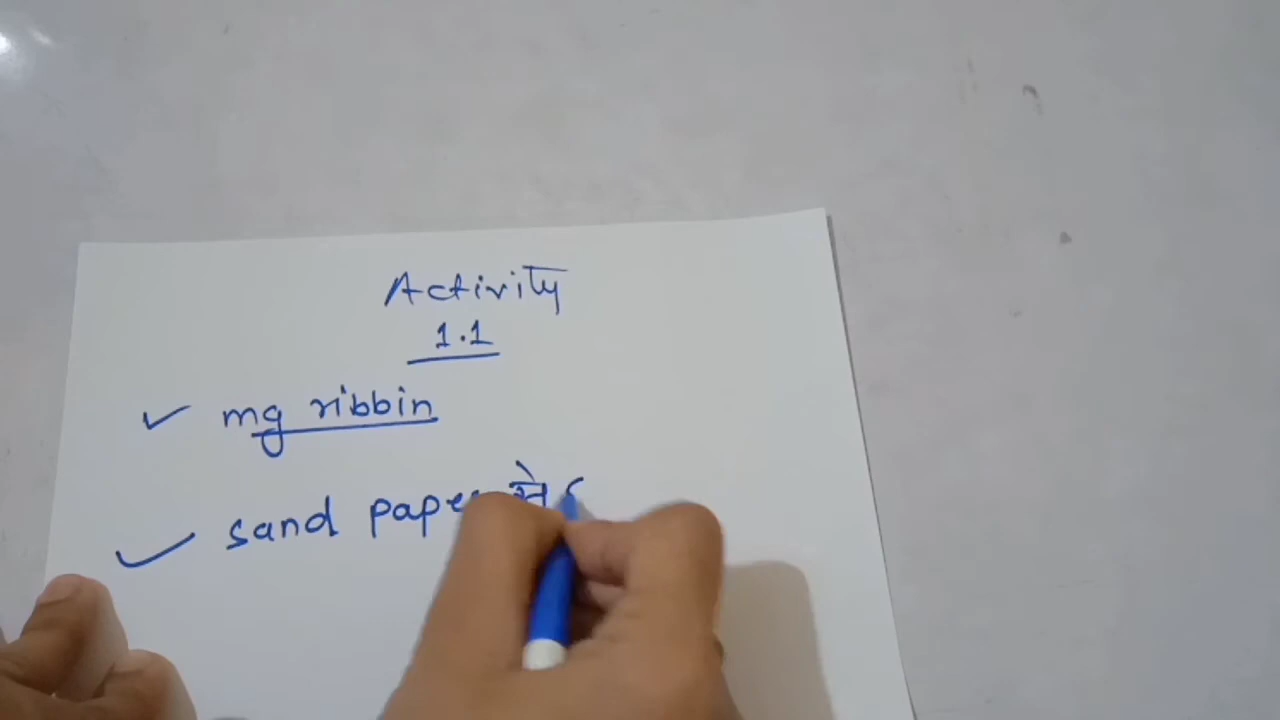 Activity
1.1
mg ribbin
sand paper से